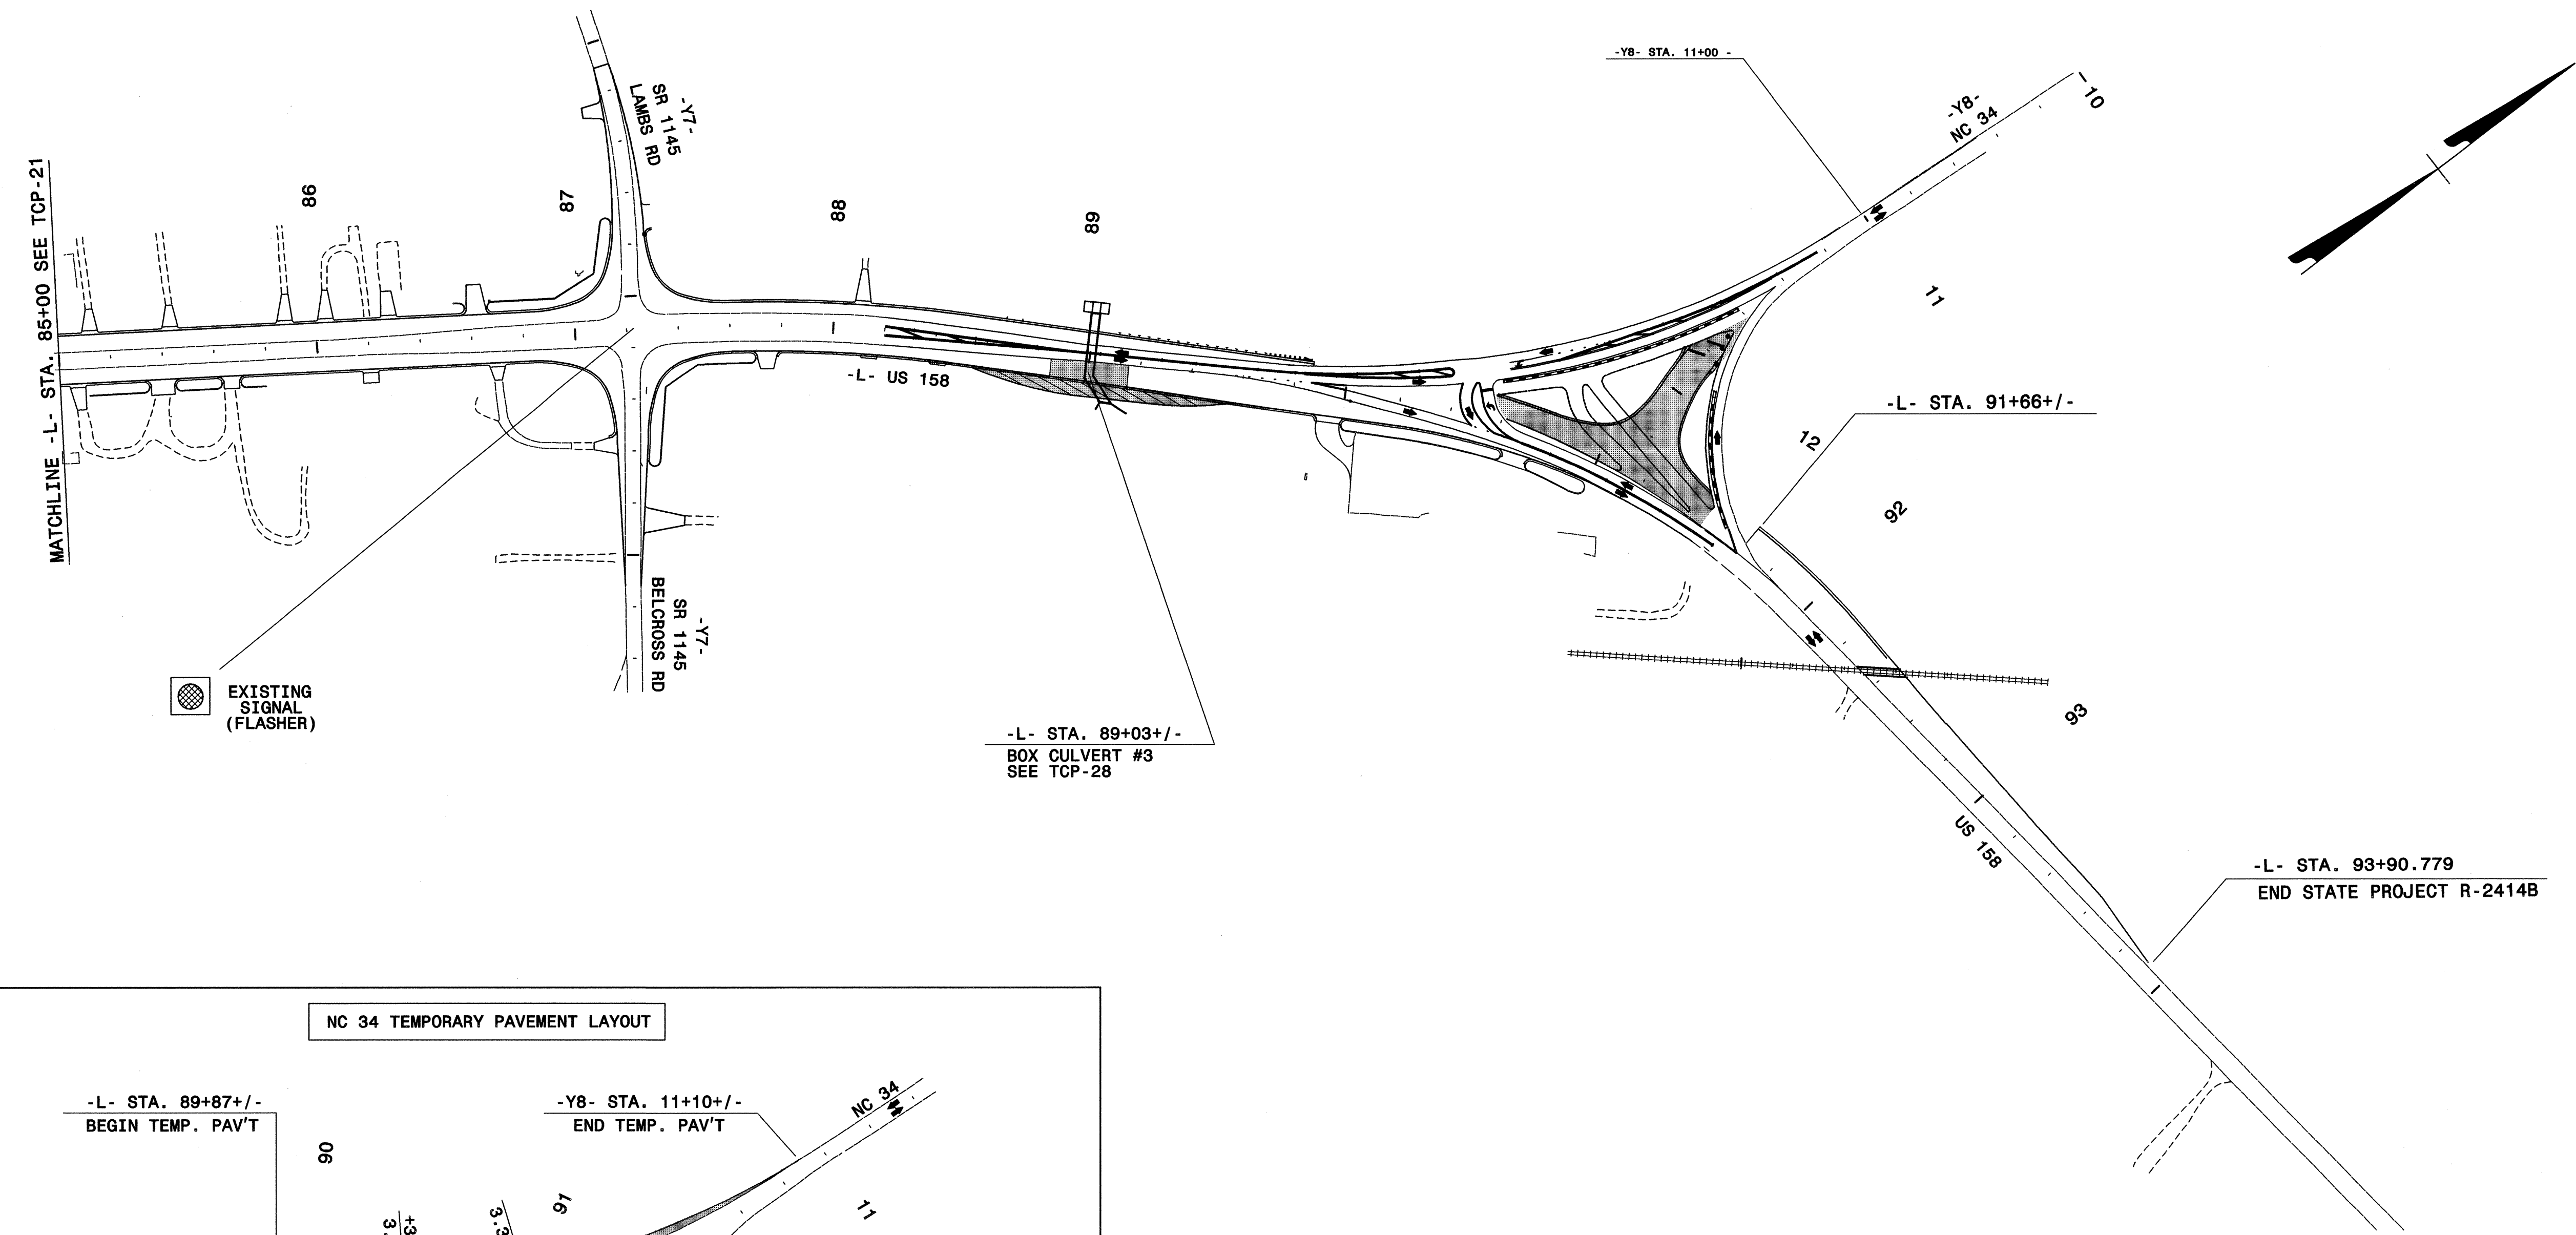 -Y8- STA. 11+00 -
-Y8-
NC 34
10
-Y7-
SR 1145
LAMBS RD
MATCHLINE -L- STA. 85+00 SEE TCP-21
86
87
88
89
11
-L- US 158
-L- STA. 91+66+/-
12
92
-Y7-
SR 1145
BELCROSS RD
EXISTING
SIGNAL
(FLASHER)
93
-L- STA. 89+03+/-
BOX CULVERT #3
SEE TCP-28
US 158
-L- STA. 93+90.779
END STATE PROJECT R-2414B
NC 34 TEMPORARY PAVEMENT LAYOUT
-L- STA. 89+87+/-
BEGIN TEMP. PAV'T
-Y8- STA. 11+10+/-
END TEMP. PAV'T
NC 34
90
91
11